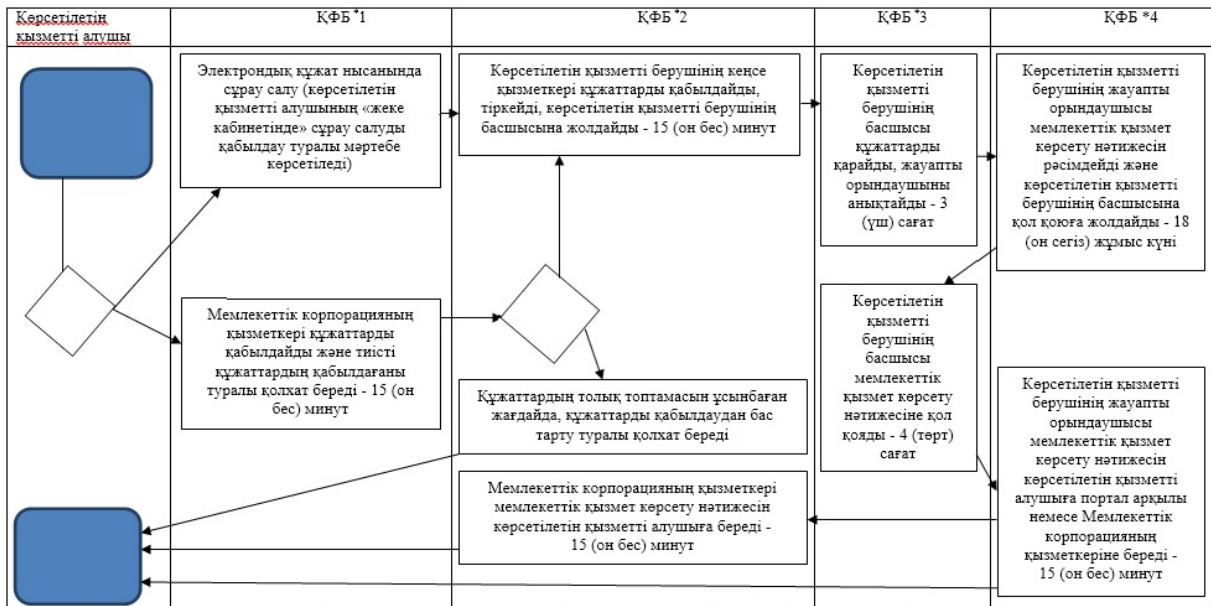 Көрсетілетін
қызметті алушы
ҚФБ *1
ҚФБ *2
ҚФБ *3
ҚФБ *4
Электрондық құжат нысанында
сұрау салу (көрсетілетін
қызметті алушының «жеке
кабинетінде» сұрау салуды
қабылдау туралы мәртебе
көрсетіледі)
Көрсетілетін қызметті берушінің кеңсе
қызметкері құжаттарды қабылдайды,
тіркейді, көрсетілетін қызметті берушінің
басшысына жолдайды - 15 (он бес) минут
Көрсетілетін
қызметті
берушінің
басшысы
құжаттарды
қарайды, жауапты
орындаушыны
анықтайды - 3
(үш) сағат
Көрсетілетін қызметті
берушінің жауапты
орындаушысы
мемлекеттік қызмет
көрсету нәтижесін
рәсімдейді және
көрсетілетін қызметті
берушінің басшысына
қол қоюға жолдайды - 18
(он сегіз) жұмыс күні
Мемлекеттік корпорацияның
қызметкері құжаттарды
қабылдайды және тиісті
құжаттардың қабылдағаны
туралы қолхат береді - 15 (он
бес) минут
Құжаттардың толық топтамасын ұсынбаған
жағдайда, құжаттарды қабылдаудан бас
тарту туралы қолхат береді
Көрсетілетін
қызметті
берушінің
басшысы
мемлекеттік
қызмет көрсету
нәтижесіне қол
қояды - 4 (төрт)
сағат
Мемлекеттік корпорацияның қызметкері
мемлекеттік қызмет көрсету нәтижесін
көрсетілетін қызметті алушыға береді -
15 (он бес) минут
Көрсетілетін қызметті
берушінің жауапты
орындаушысы
мемлекеттік қызмет
көрсету нәтижесін
көрсетілетін қызметті
алушыға портал арқылы
немесе Мемлекеттік
корпорацияның
қызметкеріне береді -
15 (он бес) минут